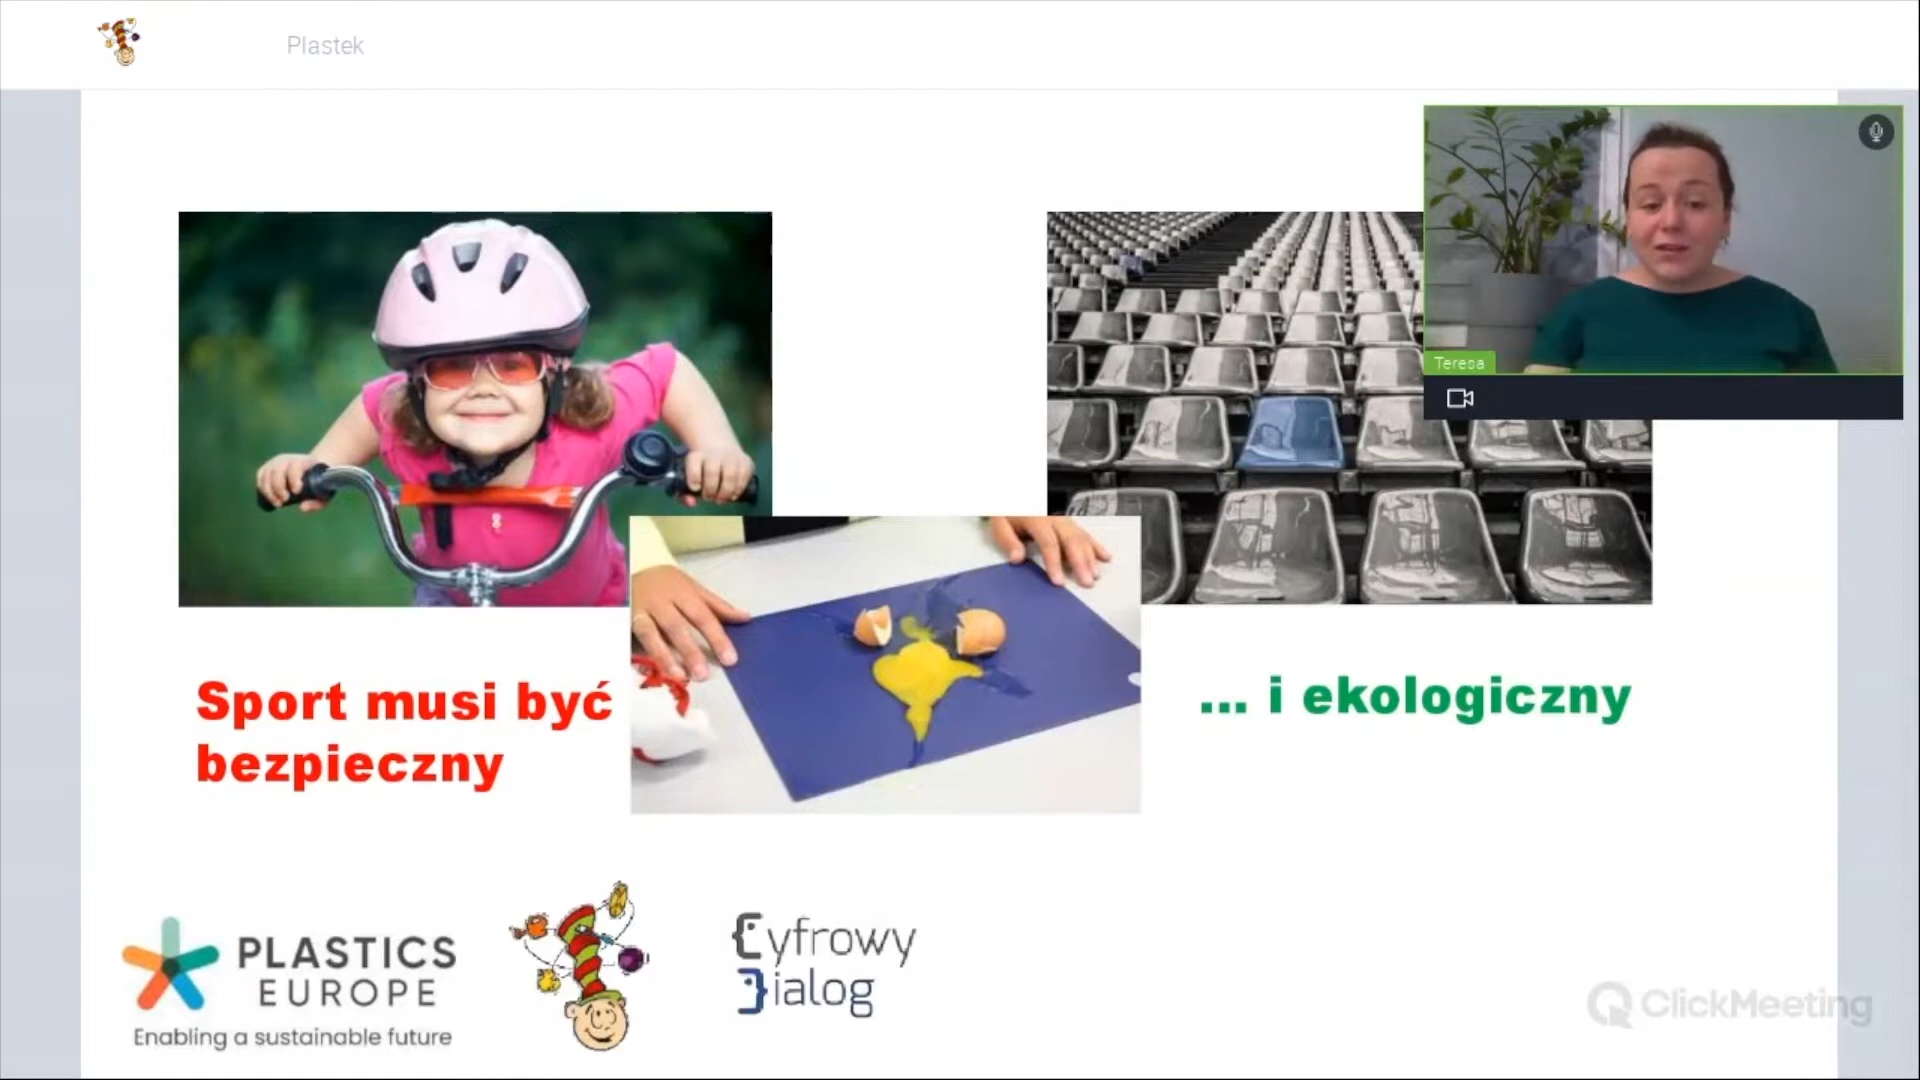 Plastek
Teresa
Sport musi być
bezpieczny
... i ekologiczny
PLASTICS
EUROPE
Enabling a sustainable future
Cyfrowy
Dialog
ClickMeeting